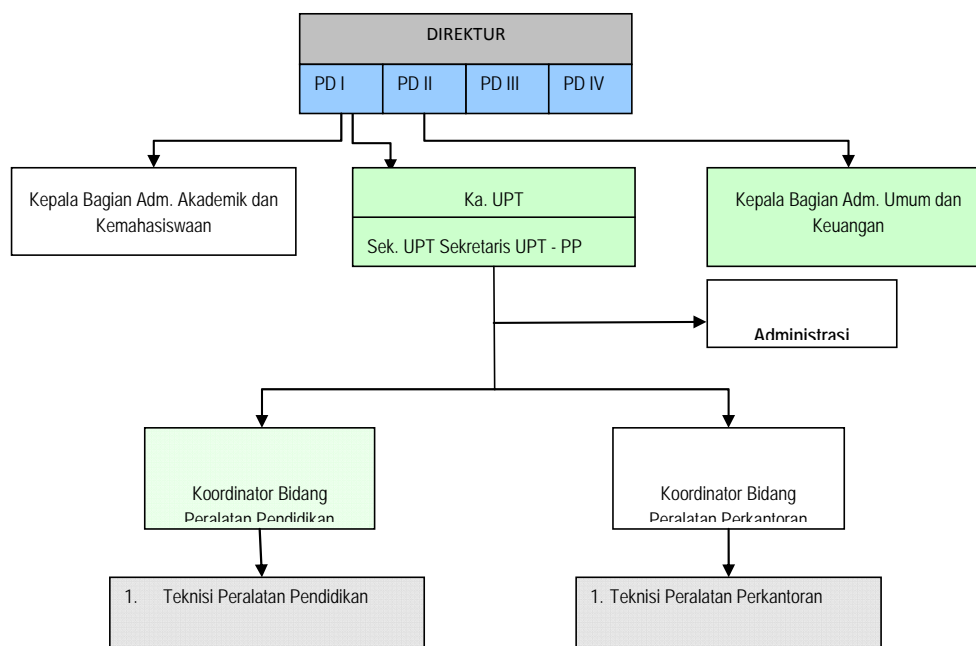 DIREKTUR
PD I
PD II
PD III
PD IV
Kepala Bagian Adm. Akademik dan
Kemahasiswaan
Ka. UPT
Sek. UPT Sekretaris UPT - PP
Kepala Bagian Adm. Umum dan
Keuangan
Administrasi
Koordinator Bidang
Peralatan Pendidikan
Koordinator Bidang
Peralatan Perkantoran
1. Teknisi Peralatan Pendidikan
1. Teknisi Peralatan Perkantoran